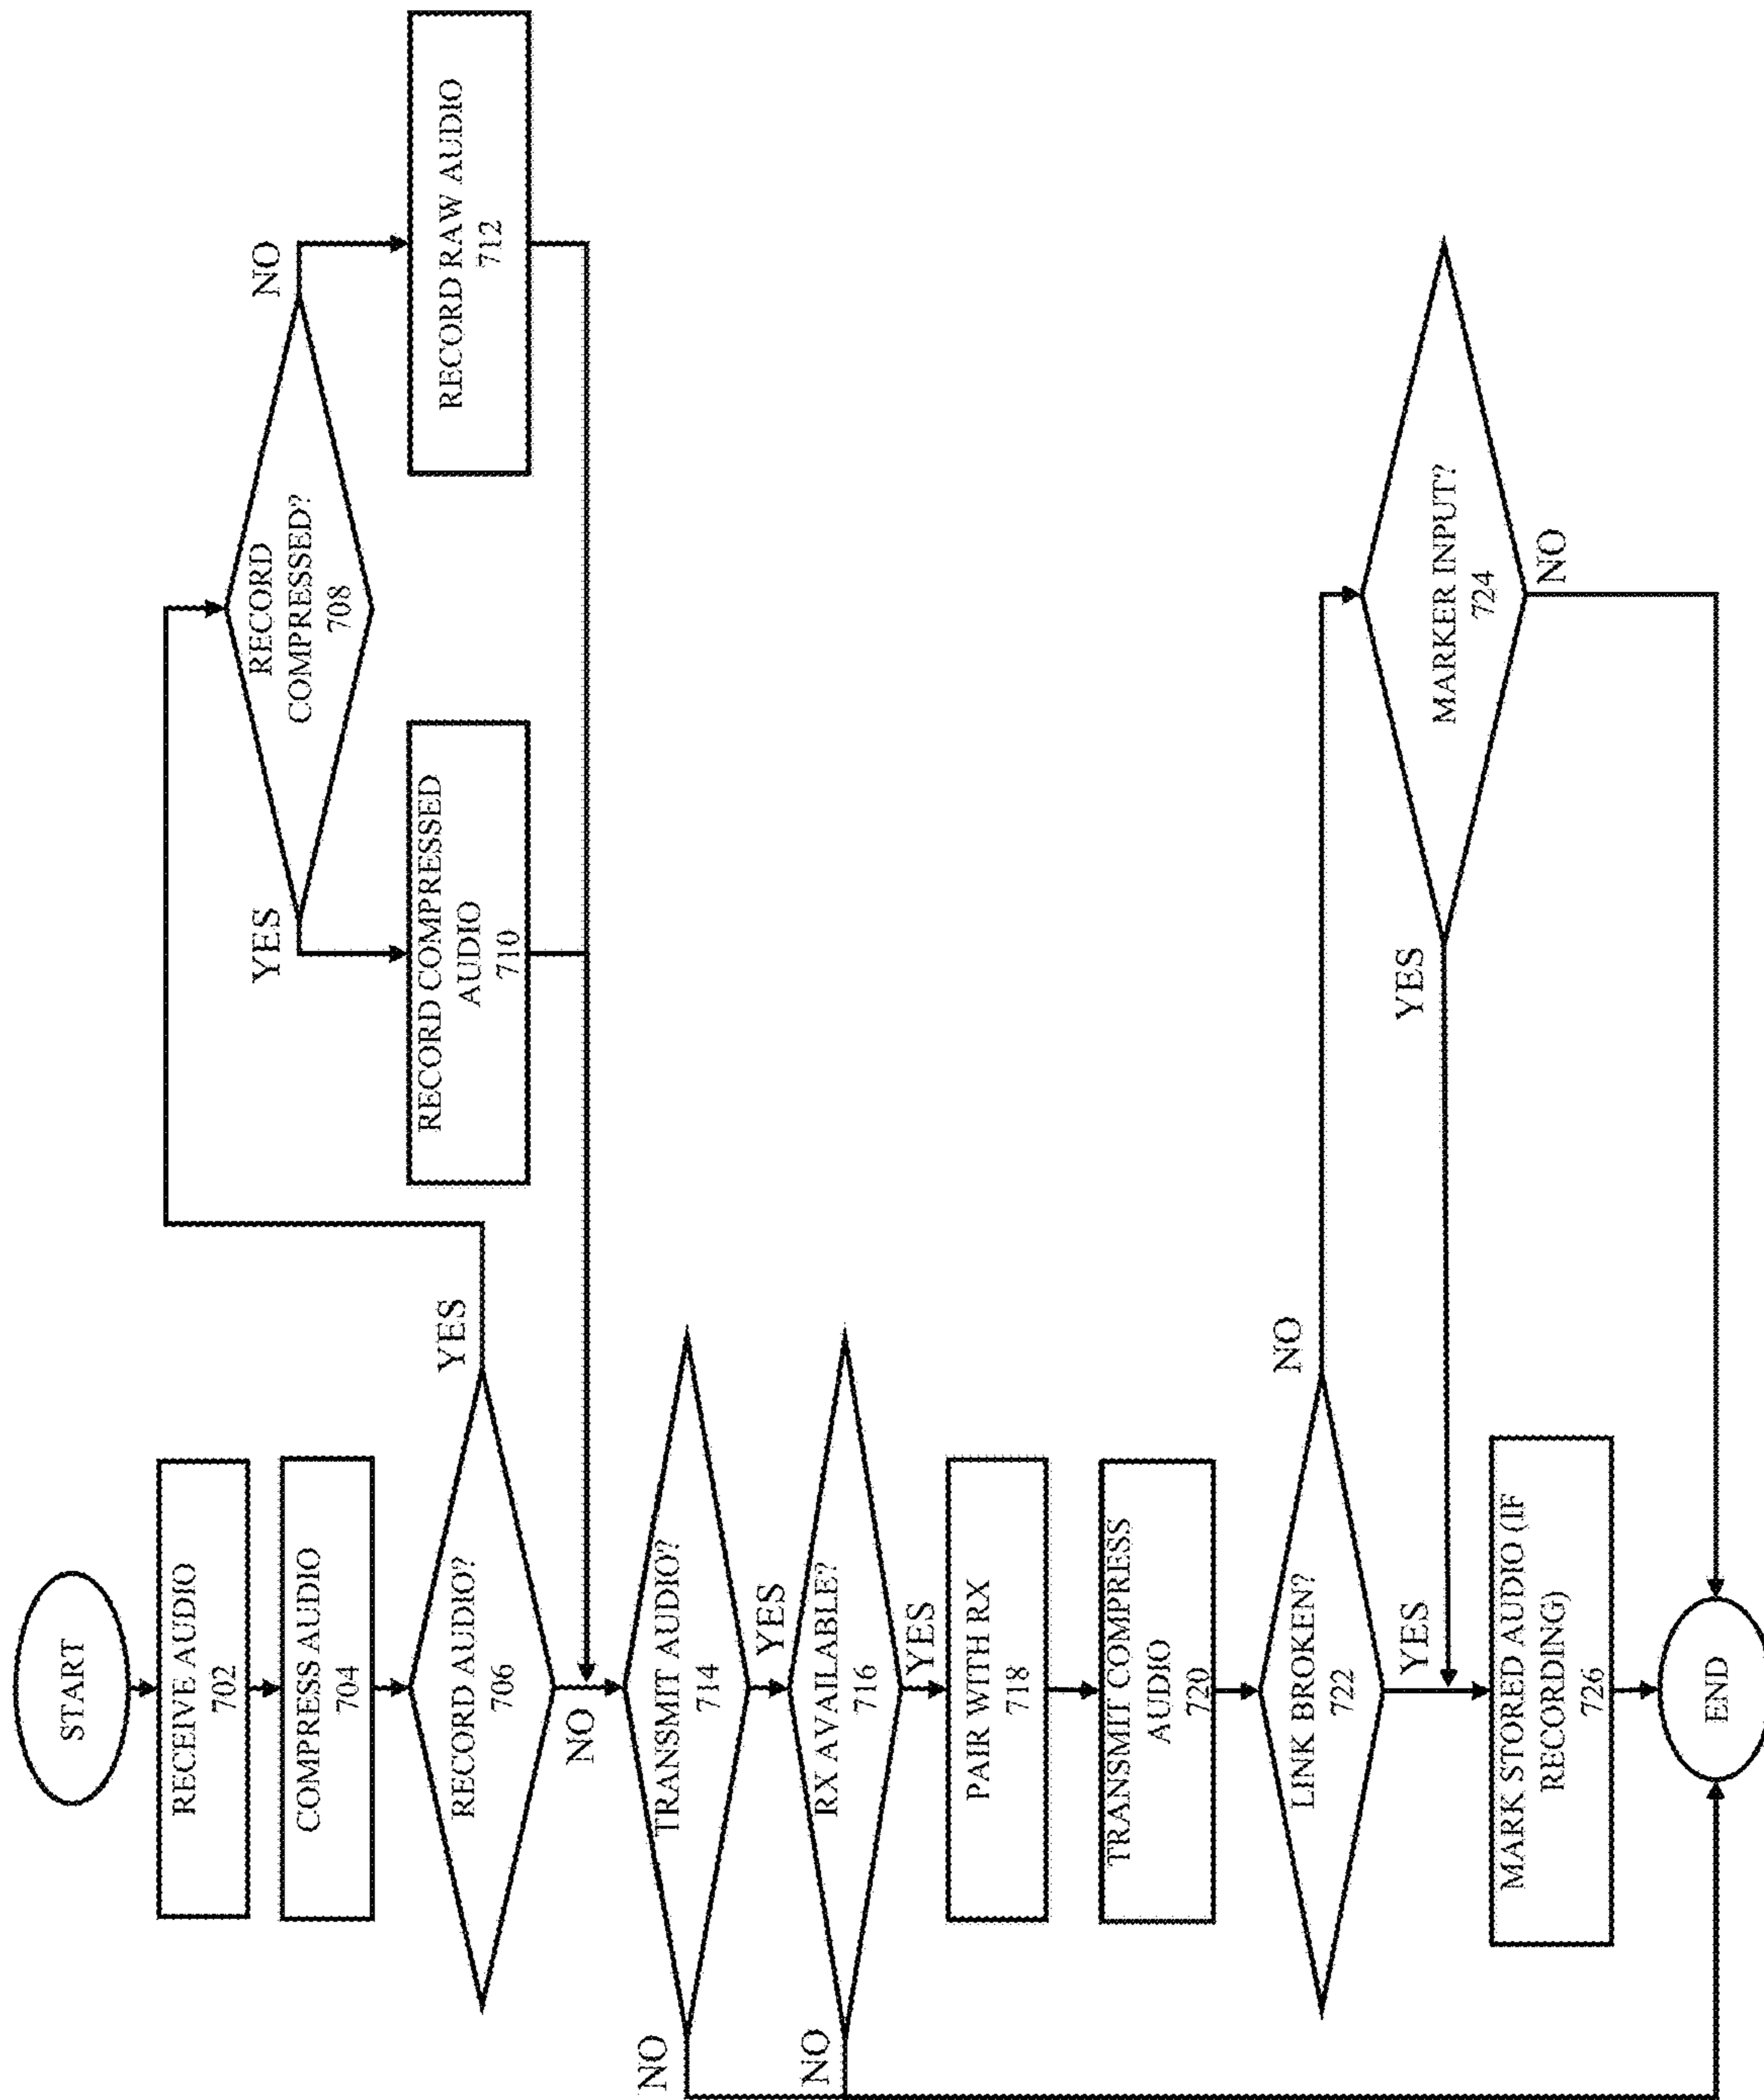 START
RECEIVE AUDIO
702
COMPRESS AUDIO
704
RECORD AUDIO?
706
YES
NO
RECORD
COMPRESSED?
708
YES
NO
RECORD COMPRESSED
AUDIO
710
RECORD RAW AUDIO
712
TRANSMIT AUDIO?
714
NO
YES
RX AVAILABLE?
716
NO
YES
PAIR WITH RX
718
TRANSMIT COMPRESS
AUDIO
720
LINK BROKEN?
722
NO
YES
MARKER INPUT?
724
YES
NO
MARK STORED AUDIO (IF
RECORDING)
726
END